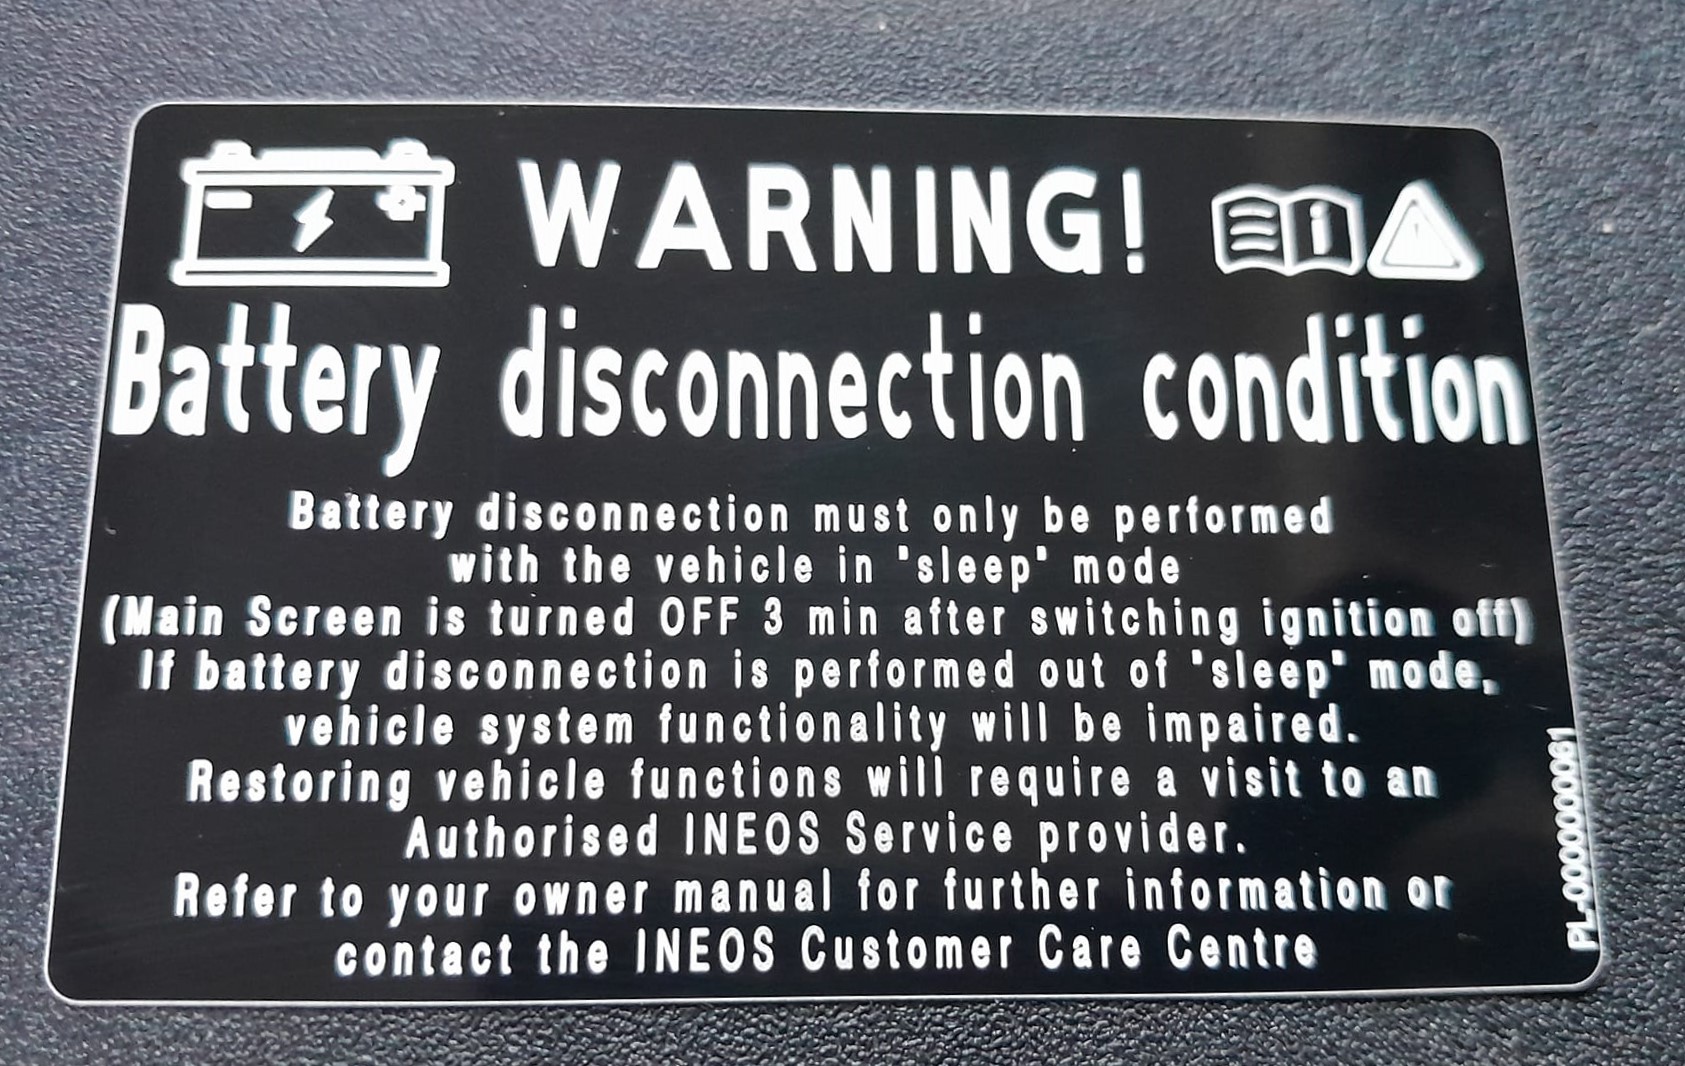 WARNING!
Battery disconnection condition
Battery disconnection must only be performed
with the vehicle in "sleep" mode
(Main Screen is turned OFF 3 min after switching ignition off)
If battery disconnection is performed out of "sleep" mode,
vehicle system functionality will be impaired.
Restoring vehicle functions will require a visit to an
Authorised INEOS Service provider.
Refer to your owner manual for further information or
contact the INEOS Customer Care Centre